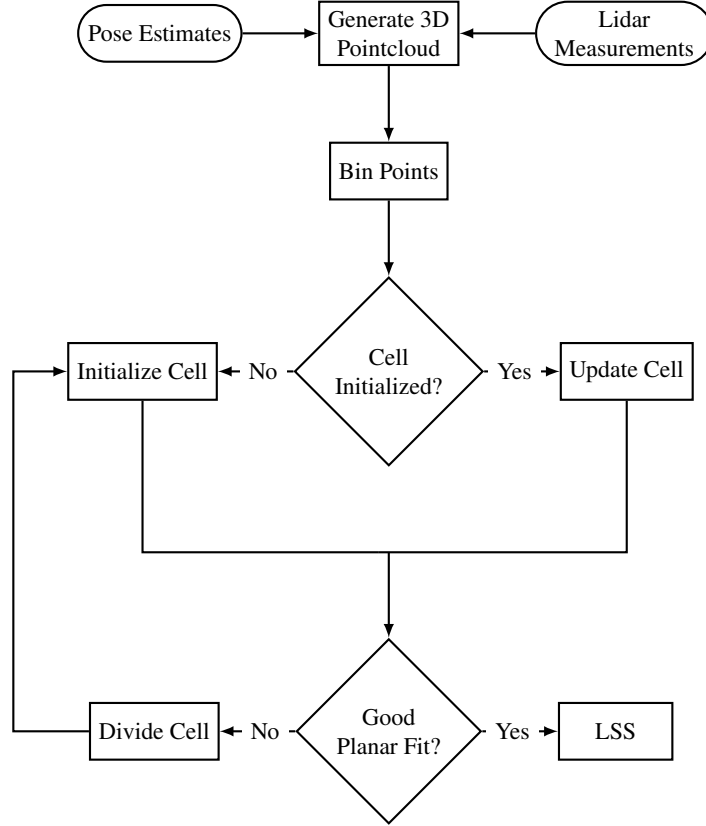 Pose Estimates
Generate 3D
Pointcloud
Lidar
Measurements
Bin Points
Initialize Cell
No
Cell
Initialized?
Yes
Update Cell
Divide Cell
No
Good
Planar Fit?
Yes
LSS